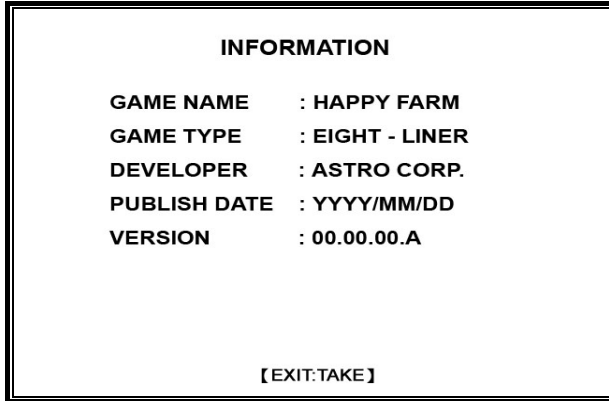 INFORMATION
GAME NAME : HAPPY FARM
GAME TYPE : EIGHT - LINER
DEVELOPER : ASTRO CORP.
PUBLISH DATE : YYYY/MM/DD
VERSION : 00.00.00.A
【EXIT:TAKE】